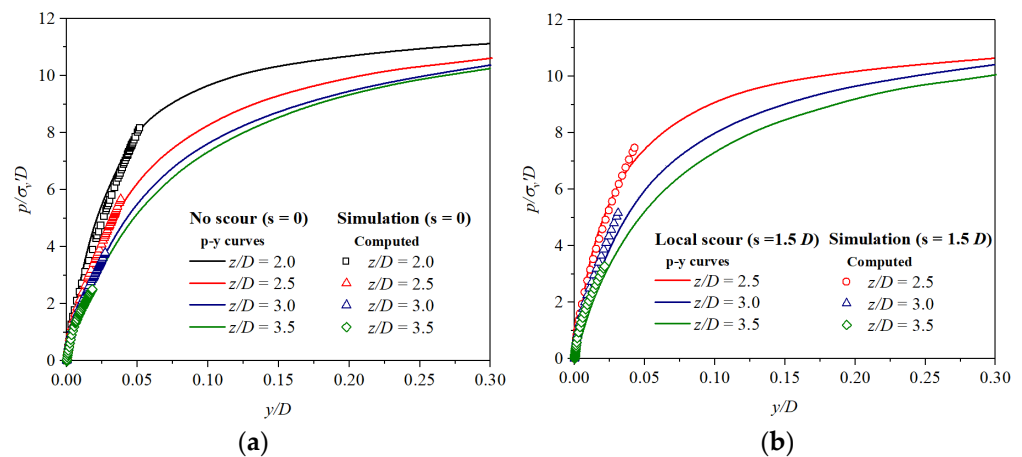 12
10
8
6
4
2
0
p/σv'D
No scour (s = 0) Simulation (s = 0)
p-y curves Computed
z/D = 2.0 z/D = 2.0
z/D = 2.5 z/D = 2.5
z/D = 3.0 z/D = 3.0
z/D = 3.5 z/D = 3.5
0.00 0.05 0.10 0.15 0.20 0.25 0.30
y/D
(a)
12
10
8
6
4
2
0
p/σv'D
Local scour (s =1.5 D) Simulation (s = 1.5 D)
p-y curves Computed
z/D = 2.5 z/D = 2.5
z/D = 3.0 z/D = 3.0
z/D = 3.5 z/D = 3.5
0.00 0.05 0.10 0.15 0.20 0.25 0.30
y/D
(b)